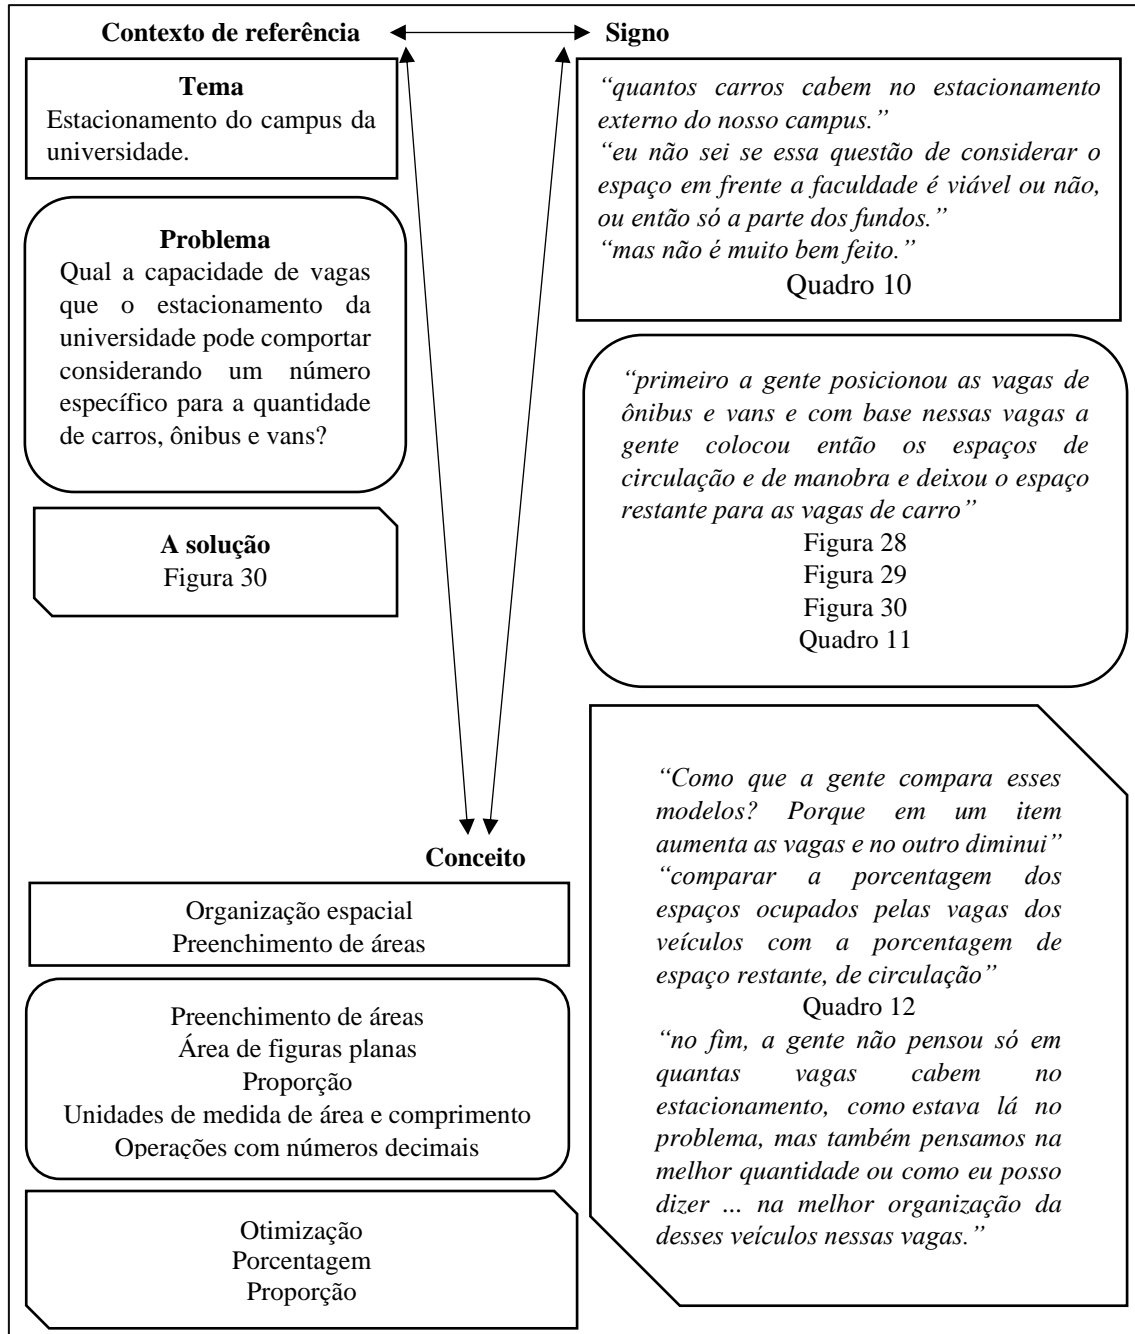 Contexto de referência
Signo
Tema
Estacionamento do campus da
universidade.
Problema
Qual a capacidade de vagas
que o estacionamento da
universidade pode comportar
considerando um número
específico para a quantidade
de carros, ônibus e vans?
A solução
Figura 30
“quantos carros cabem no estacionamento
externo do nosso campus.”
“eu não sei se essa questão de considerar o
espaço em frente a faculdade é viável ou não,
ou então só a parte dos fundos.”
“mas não é muito bem feito.”
Quadro 10
“primeiro a gente posicionou as vagas de
ônibus e vans e com base nessas vagas a
gente colocou então os espaços de
circulação e de manobra e deixou o espaço
restante para as vagas de carro”
Figura 28
Figura 29
Figura 30
Quadro 11
“Como que a gente compara esses
modelos? Porque em um item
aumenta as vagas e no outro diminui”
“comparar a porcentagem dos
espaços ocupados pelas vagas dos
veículos com a porcentagem de
espaço restante, de circulação”
Quadro 12
“no fim, a gente não pensou só em
quantas vagas cabem no
estacionamento, como estava lá no
problema, mas também pensamos na
melhor quantidade ou como eu posso
dizer ... na melhor organização da
desses veículos nessas vagas.”
Conceito
Organização espacial
Preenchimento de áreas
Preenchimento de áreas
Área de figuras planas
Proporção
Unidades de medida de área e comprimento
Operações com números decimais
Otimização
Porcentagem
Proporção